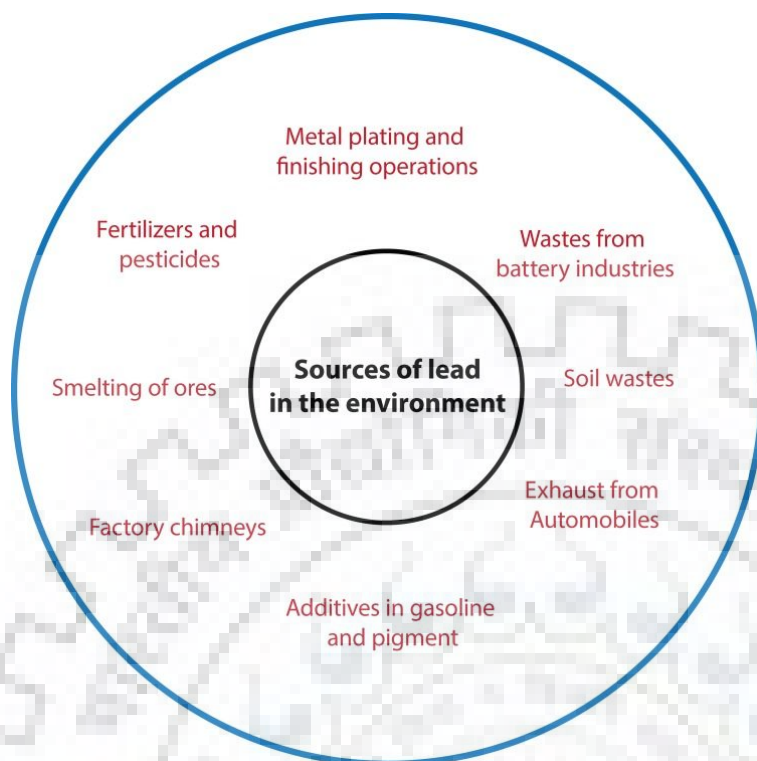 Metal plating and
finishing operations
Fertilizers and
pesticides
Wastes from
battery industries
Sources of lead
in the environment
Smelting of ores
Soil wastes
Exhaust from
Automobiles
Factory chimneys
Additives in gasoline
and pigment